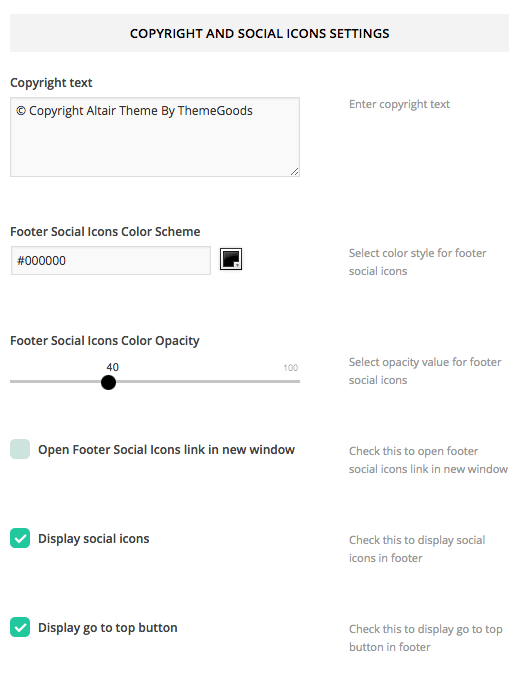 COPYRIGHT AND SOCIAL ICONS SETTINGS
Copyright text
© Copyright Altair Theme By ThemeGoods
Enter copyright text
Footer Social Icons Color Scheme
#000000
Select color style for footer
social icons
Footer Social Icons Color Opacity
40
100
Select opacity value for footer
social icons
Open Footer Social Icons link in new window
Check this to open footer
social icons link in new window
Display social icons
Check this to display social
icons in footer
Display go to top button
Check this to display go to top
button in footer